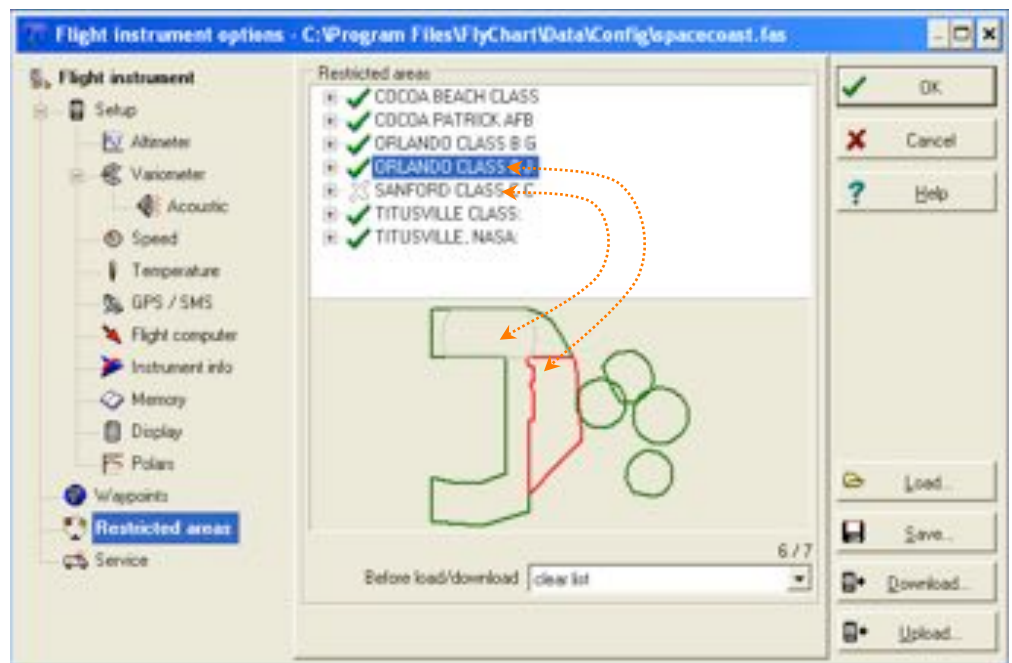 Flight instrument options - C:\Program Files\FlyChart\Data\Config\spacecoast.fas
Flight instrument
Setup
Altimeter
Variometer
Acoustic
Speed
Temperature
GPS / SMS
Flight computer
Instrument info
Memory
Display
Polars
Waypoints
Restricted areas
Service
Restricted areas
COCOA BEACH CLASS
COCOA PATRICK AFB
ORLANDO CLASS B G
ORLANDO CLASS
SANFORD CLASS C
TITUSVILLE CLASS:
TITUSVILLE, NASA:
6 / 7
Before load/download clear list
OK
Cancel
Help
Load...
Save...
Download...
Upload...